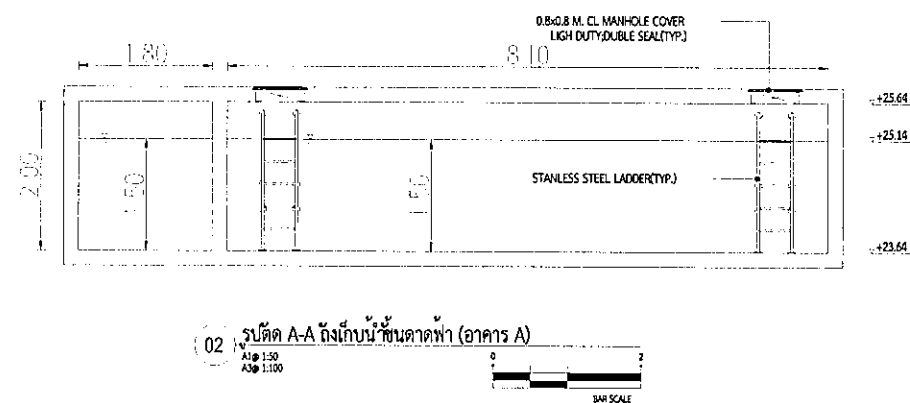 0.8x0.8 M. CI. MANHOLE COVER
LIGH DUTY;DUBLE SEAL(TYP.)
1.80
8.10
+25.64
+25.14
2.00
1.50
1.50
STANLESS STEEL LADDER(TYP.)
+23.64
02
รูปตัด A-A ถังเก็บน้ำชั้นดาดฟ้า (อาคาร A)
A1@ 1:50
A3@ 1:100
0
2
BAR SCALE